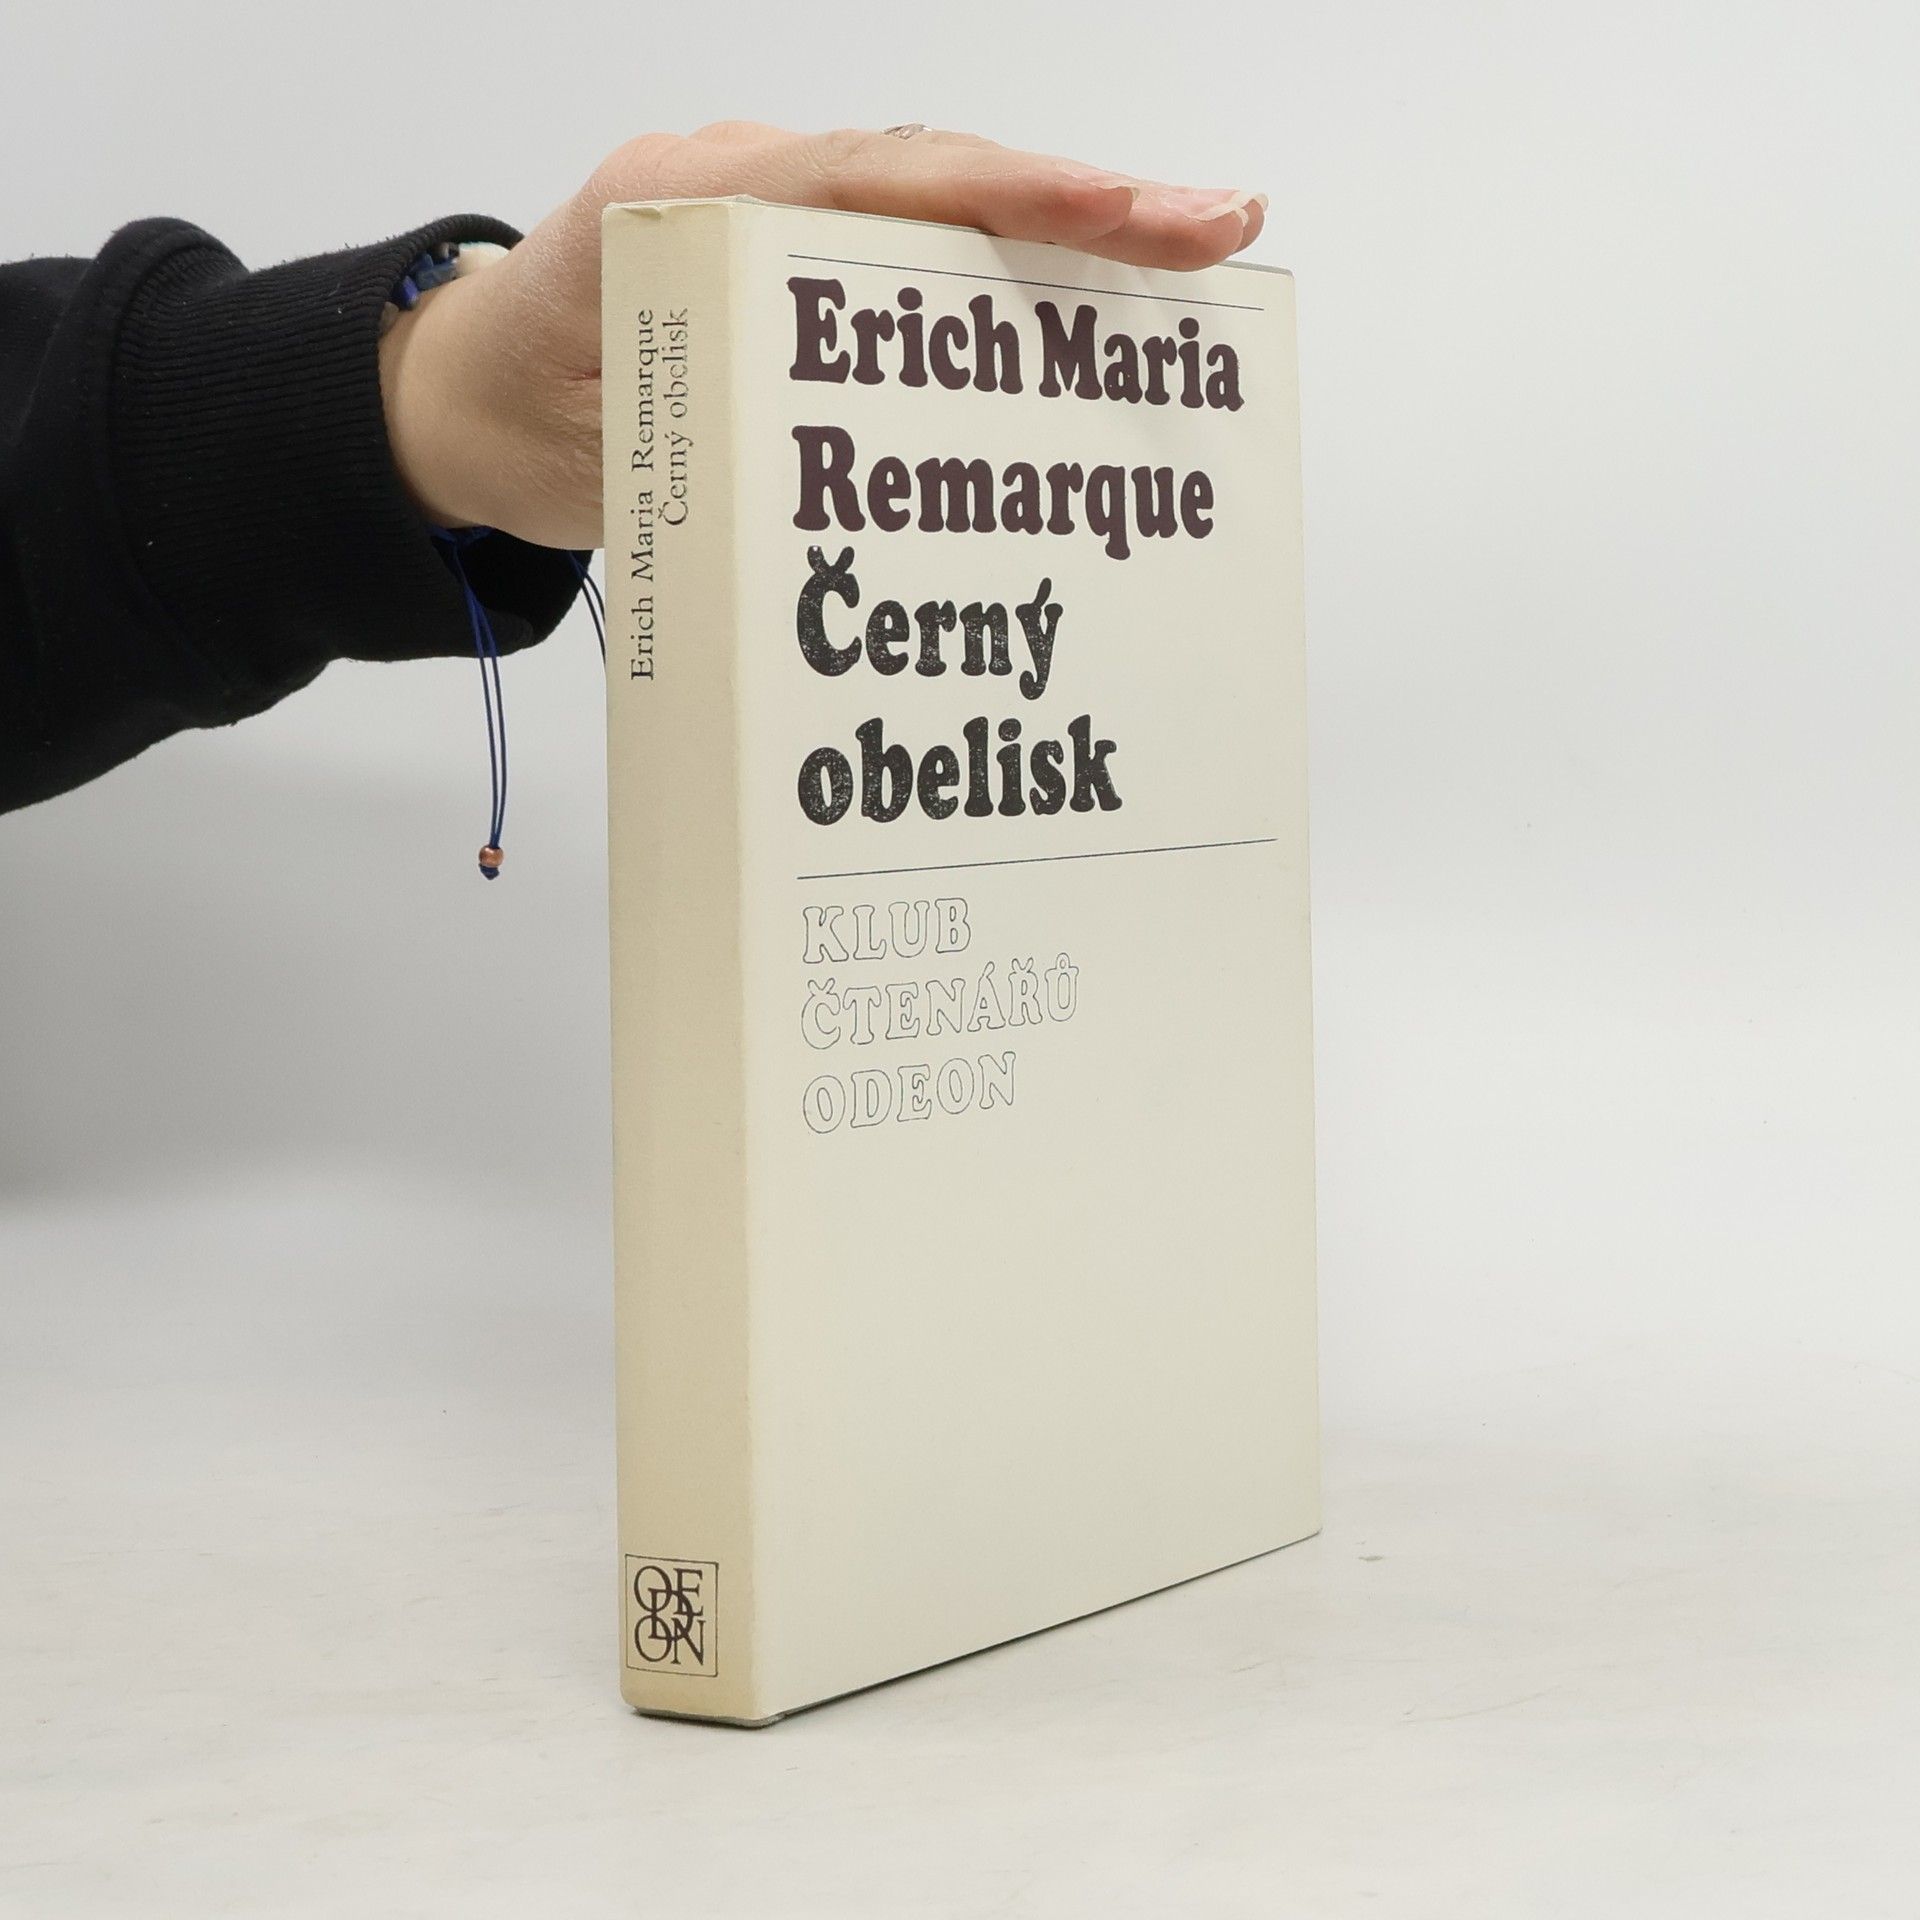 Erich Maria Remarque
Černý obelisk
ODEON
Erich Maria
Remarque
Černý
obelisk
KLUB
ČTENÁŘŮ
ODEON